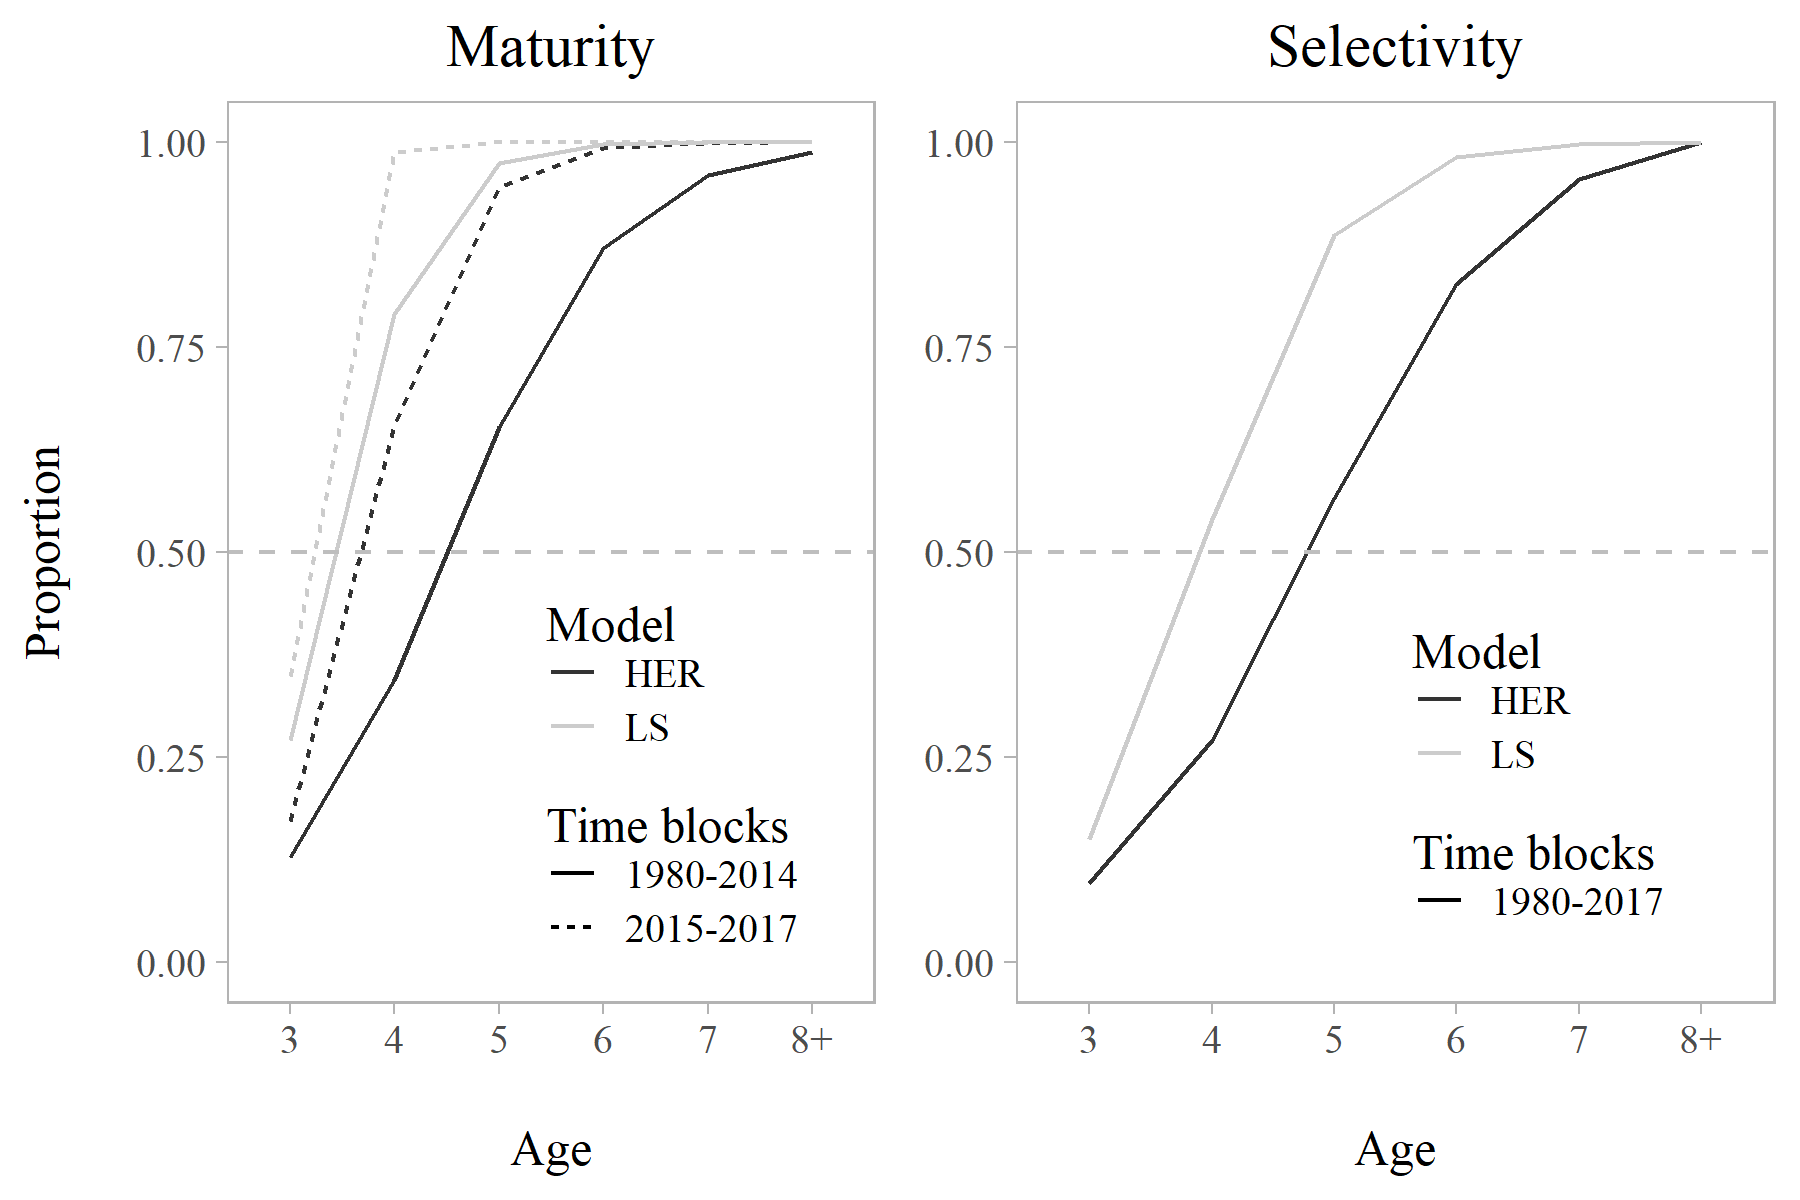 Maturity
Selectivity
Proportion
1.00
0.75
0.50
0.25
0.00
Model
HER
LS
Time blocks
1980-2014
2015-2017
3 4 5 6 7 8+
Age
1.00
0.75
0.50
0.25
0.00
Model
HER
LS
Time blocks
1980-2017
3 4 5 6 7 8+
Age